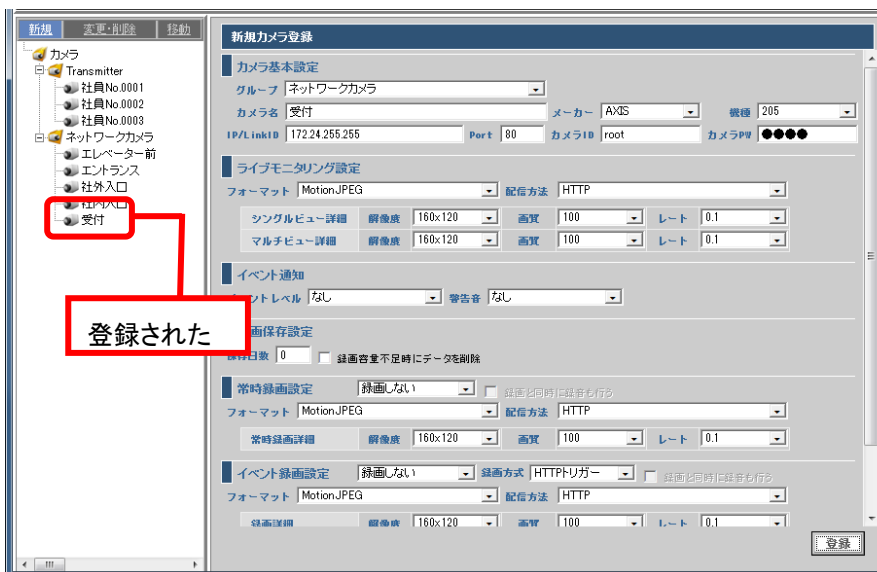 新規 変更・削除 移動
カメラ
Transmitter
社員No.0001
社員No.0002
社員No.0003
ネットワークカメラ
エレベーター前
エントランス
社外入口
社内入口
受付
登録された
新規カメラ登録
カメラ基本設定
グループ ネットワークカメラ
カメラ名 受付 メーカー AXIS 機種 205
IP/LinkID 172.24.255.255 Port 80 カメラID root カメラPW ●●●●
ライブモニタリング設定
フォーマット MotionJPEG 配信方法 HTTP
シングルビュー詳細 解像度 160x120 画質 100 レート 0.1
マルチビュー詳細 解像度 160x120 画質 100 レート 0.1
イベント通知
ントレベル なし 警告音 なし
画保存設定
日数 0 録画容量不足時にデータを削除
常時録画設定 録画しない 録画と同時に録音も行う
フォーマット MotionJPEG 配信方法 HTTP
常時録画詳細 解像度 160x120 画質 100 レート 0.1
イベント録画設定 録画しない 録画方式 HTTPトリガー 録画と同時に録音も行う
フォーマット MotionJPEG 配信方法 HTTP
録画詳細 解像度 160x120 画質 100 レート 0.1
登録